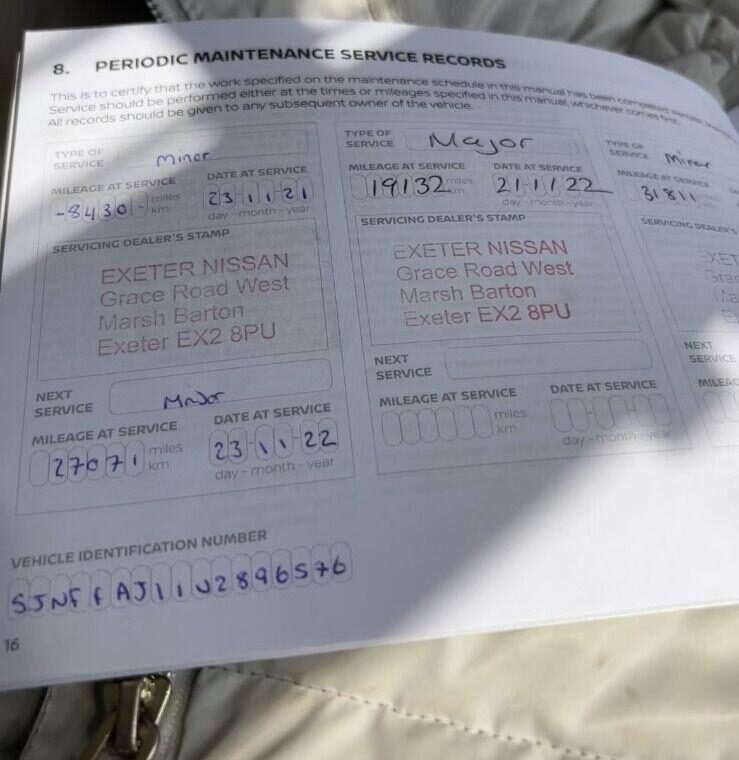 8. PERIODIC MAINTENANCE SERVICE RECORDS
This is to certify that the work specified on the maintenance schedule in this manual has been completed
Service should be performed either at the times or mileages specified in this manual, whichever comes first.
All records should be given to any subsequent owner of the vehicle.
TYPE OF SERVICE Minor
MILEAGE AT SERVICE DATE AT SERVICE
-8430- miles km 23-11-21
day - month - year
SERVICING DEALER'S STAMP
EXETER NISSAN
Grace Road West
Marsh Barton
Exeter EX2 8PU
NEXT SERVICE Major
MILEAGE AT SERVICE DATE AT SERVICE
27071 miles km 23-11-22
day - month - year
TYPE OF SERVICE Major
MILEAGE AT SERVICE DATE AT SERVICE
19132 miles km 21/11/22
day - month - year
SERVICING DEALER'S STAMP
EXETER NISSAN
Grace Road West
Marsh Barton
Exeter EX2 8PU
NEXT SERVICE
MILEAGE AT SERVICE DATE AT SERVICE
miles km
day - month - year
TYPE OF SERVICE Minor
MILEAGE AT SERVICE
31811
SERVICING DEALER'S
EXET
Grac
Ma
NEXT SERVICE
MILEAG
VEHICLE IDENTIFICATION NUMBER
SJNFFAJ11U2896576
16